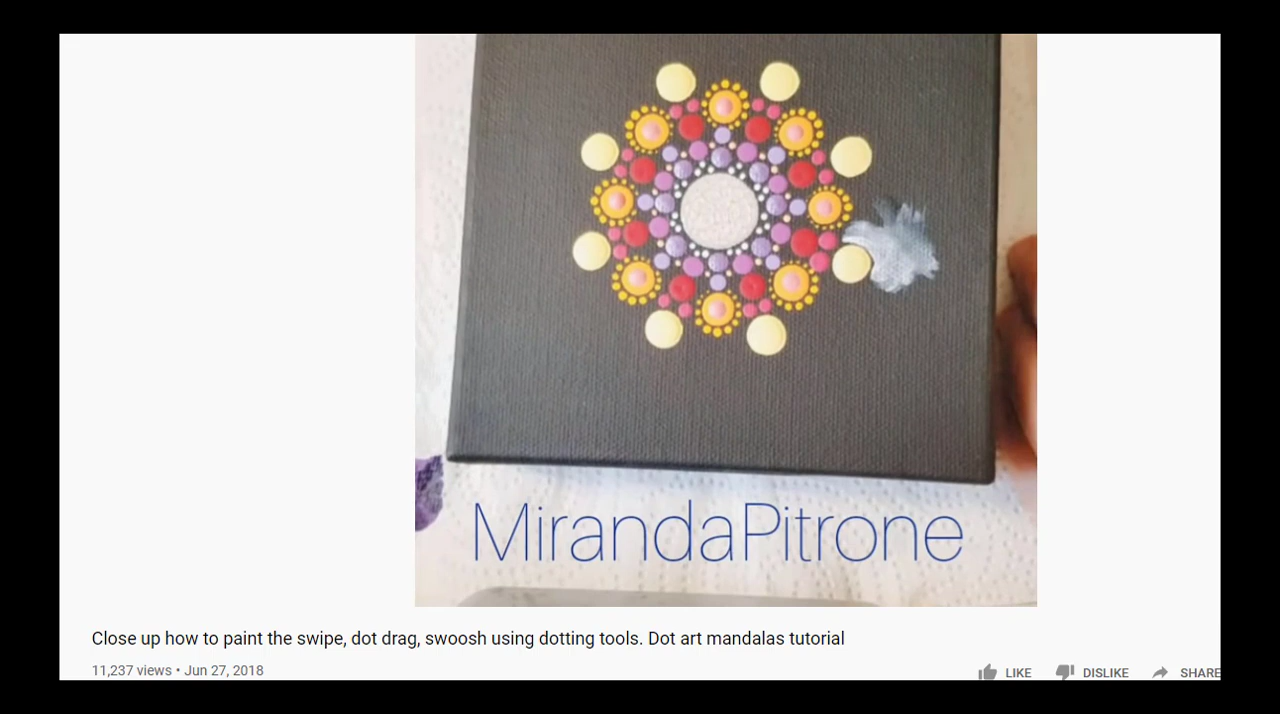 MirandaPitrone
Close up how to paint the swipe, dot drag, swoosh using dotting tools. Dot art mandalas tutorial
11,237 views • Jun 27, 2018
LIKE DISLIKE SHARE